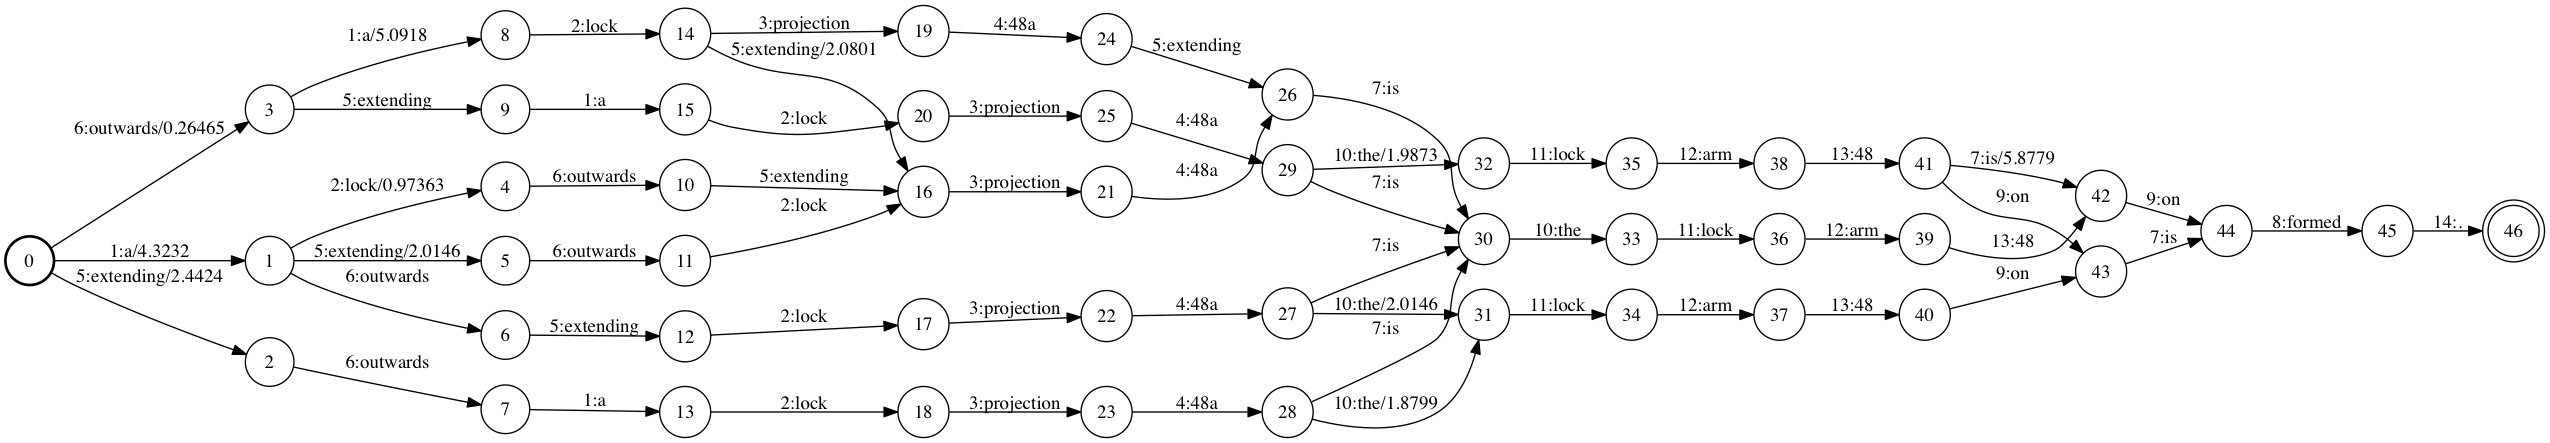 0
6:outwards/0.26465
1:a/4.3232
5:extending/2.4424
3
1
2
1:a/5.0918
5:extending
2:lock/0.97363
5:extending/2.0146
6:outwards
6:outwards
8
9
4
5
6
7
2:lock
1:a
6:outwards
6:outwards
5:extending
1:a
14
15
10
11
12
13
3:projection
5:extending/2.0801
2:lock
5:extending
2:lock
2:lock
2:lock
19
20
16
17
18
4:48a
3:projection
3:projection
3:projection
3:projection
24
25
21
22
23
5:extending
4:48a
4:48a
4:48a
4:48a
26
29
27
28
7:is
10:the/1.9873
7:is
7:is
10:the/2.0146
7:is
10:the/1.8799
32
30
31
11:lock
10:the
11:lock
35
33
34
12:arm
11:lock
12:arm
38
36
37
13:48
12:arm
13:48
41
39
40
7:is/5.8779
9:on
13:48
9:on
42
43
9:on
7:is
44
8:formed
45
14:.
46